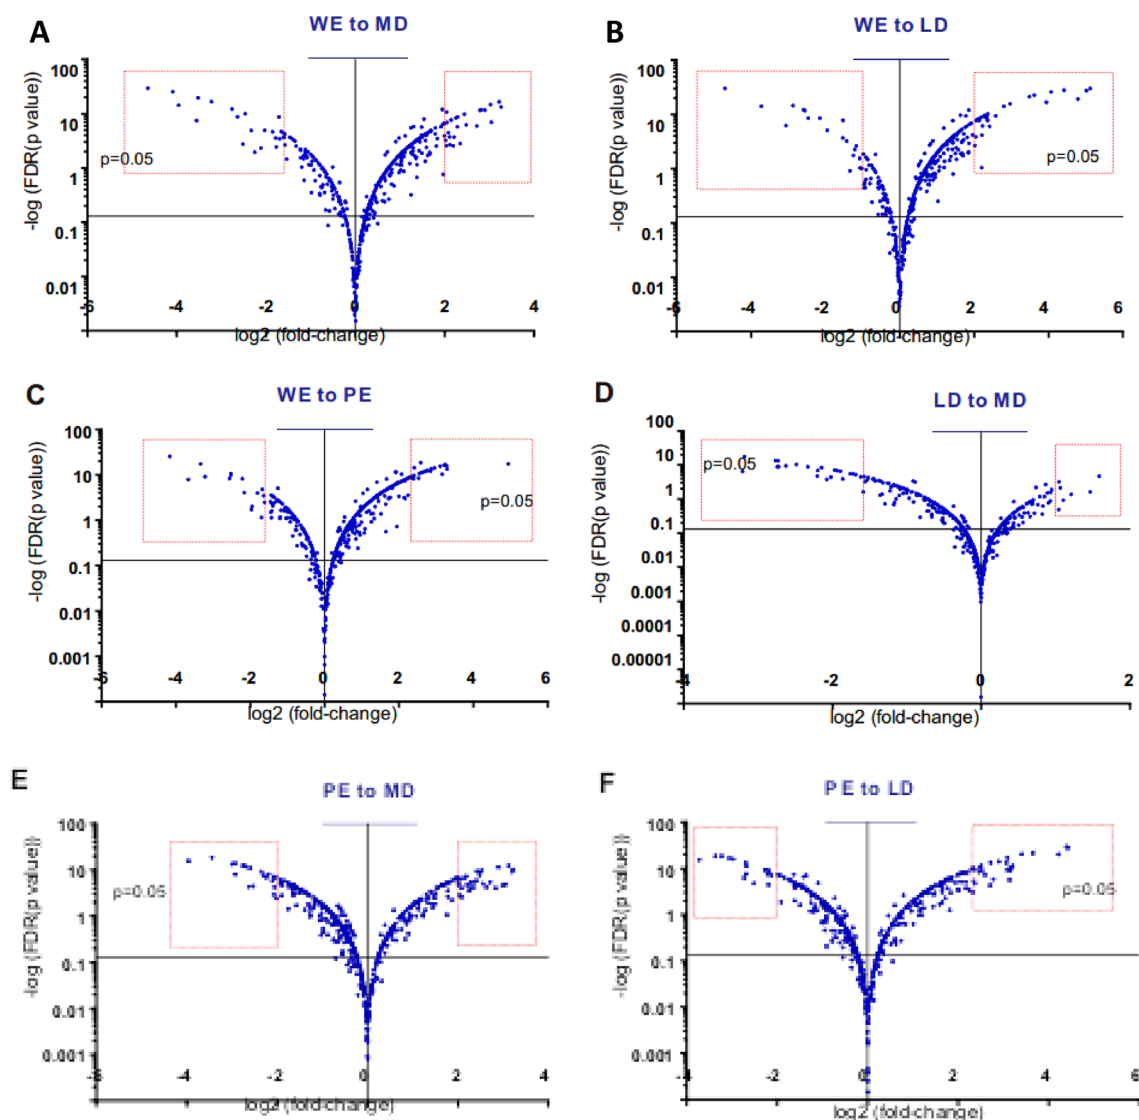 A
WE to MD
-log (FDR(p value))
100
10
1
0.1
0.01
p=0.05
-6 -4 -2 0 2 4
log2 (fold-change)
B
WE to LD
-log (FDR(p value))
100
10
1
0.1
0.01
p=0.05
-6 -4 -2 0 2 4 6
log2 (fold-change)
C
WE to PE
-log (FDR(p value))
100
10
1
0.1
0.01
0.001
p=0.05
-6 -4 -2 0 2 4 6
log2 (fold-change)
D
LD to MD
-log (FDR(p value))
100
10
1
0.1
0.01
0.001
0.0001
0.00001
p=0.05
-4 -2 0 2
log2 (fold-change)
E
PE to MD
-log (FDR(p value))
100
10
1
0.1
0.01
0.001
p=0.05
-6 -4 -2 0 2 4
log2 (fold-change)
F
PE to LD
-log (FDR(p value))
100
10
1
0.1
0.01
0.001
p=0.05
-4 -2 0 2 4 6
log2 (fold-change)